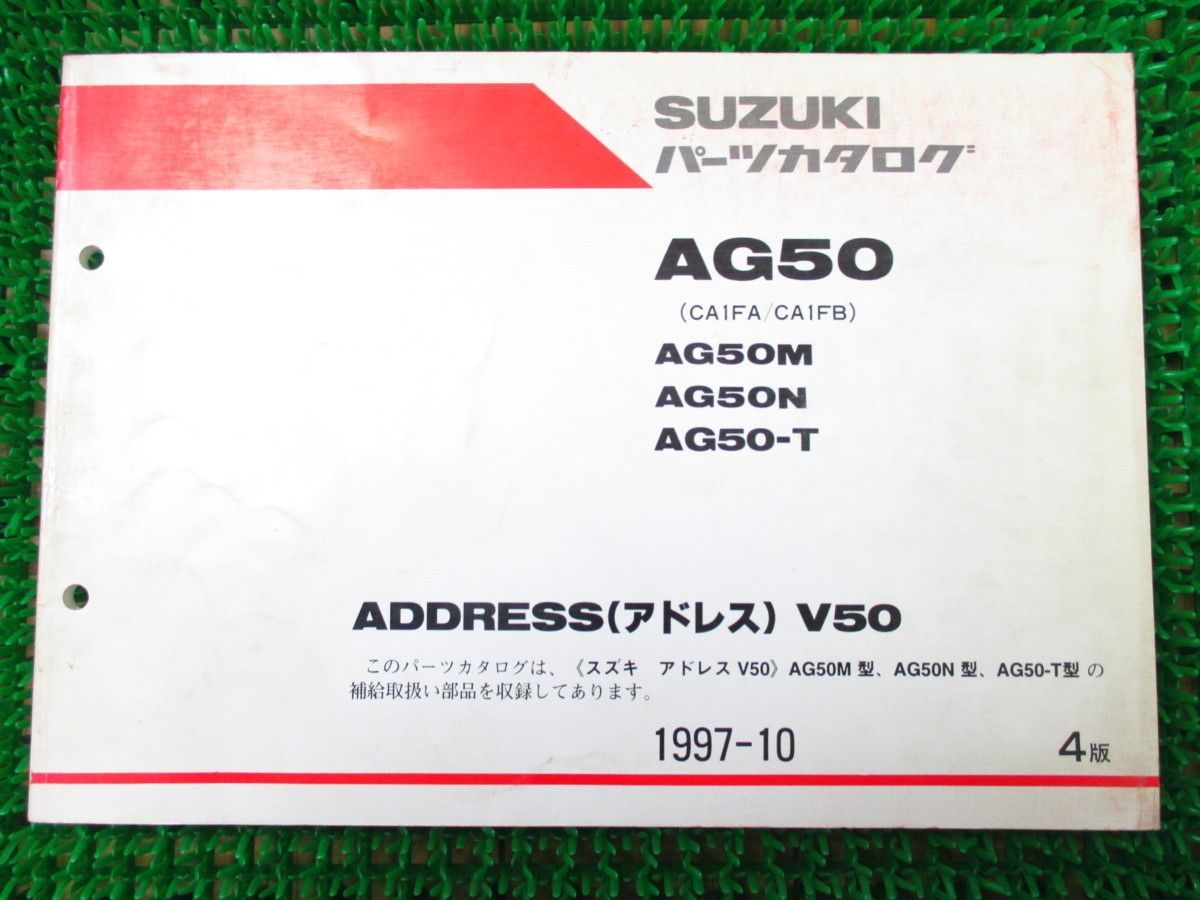 SUZUKI
パーツカタログ
AG50
(CA1FA/CA1FB)
AG50M
AG50N
AG50-T
ADDRESS(アドレス) V50
このパーツカタログは、《スズキ　アドレス V50》AG50M 型、AG50N 型、AG50-T型 の
補給取扱い部品を収録してあります。
1997-10
4版